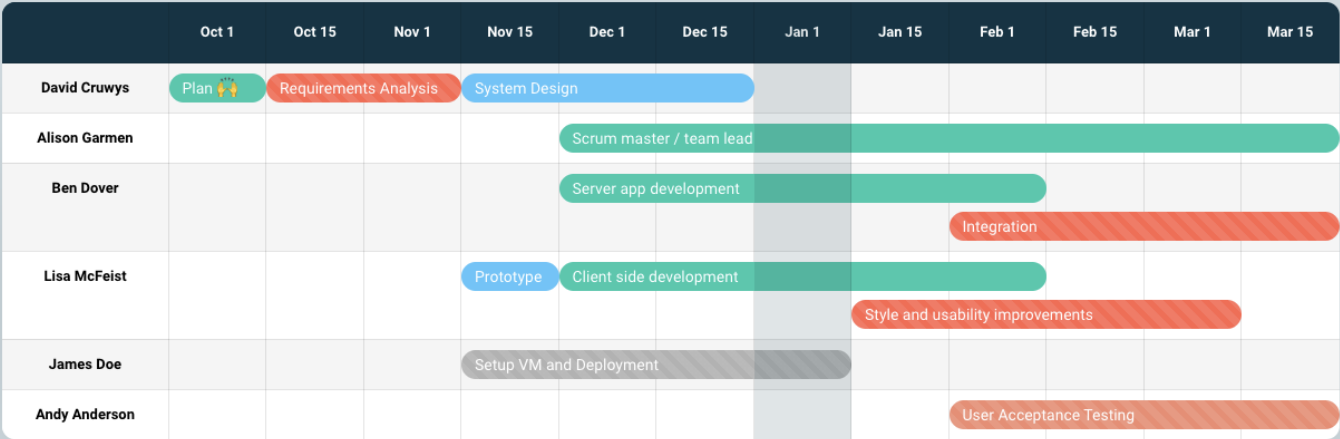 Oct 1 Oct 15 Nov 1 Nov 15 Dec 1 Dec 15 Jan 1 Jan 15 Feb 1 Feb 15 Mar 1 Mar 15
David Cruwys Plan 🙌 Requirements Analysis System Design
Alison Garmen Scrum master / team lead
Ben Dover Server app development
Integration
Lisa McFeist Prototype Client side development
Style and usability improvements
James Doe Setup VM and Deployment
Andy Anderson User Acceptance Testing